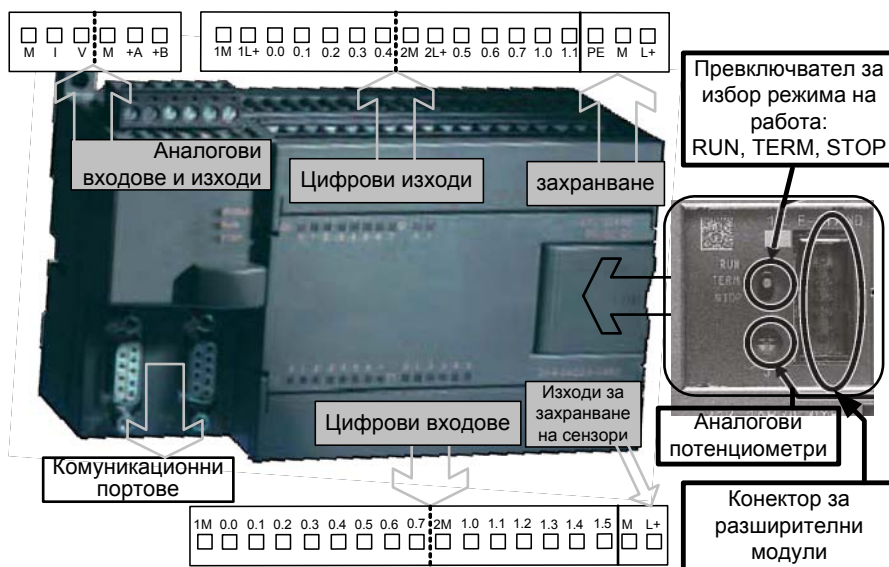 M I V M +A +B
1M 1L+ 0.0 0.1 0.2 0.3 0.4 2M 2L+ 0.5 0.6 0.7 1.0 1.1 PE M L+
Превключвател за
избор режима на
работа:
RUN, TERM, STOP
Аналогови
входове и изходи
Цифрови изходи
захранване
RUN
TERM
STOP
Изходи за
захранване
на сензори
Цифрови входове
Аналогови
потенциометри
Комуникационни
портове
Конектор за
разширителни
модули
1M 0.0 0.1 0.2 0.3 0.4 0.5 0.6 0.7 2M 1.0 1.1 1.2 1.3 1.4 1.5 M L+